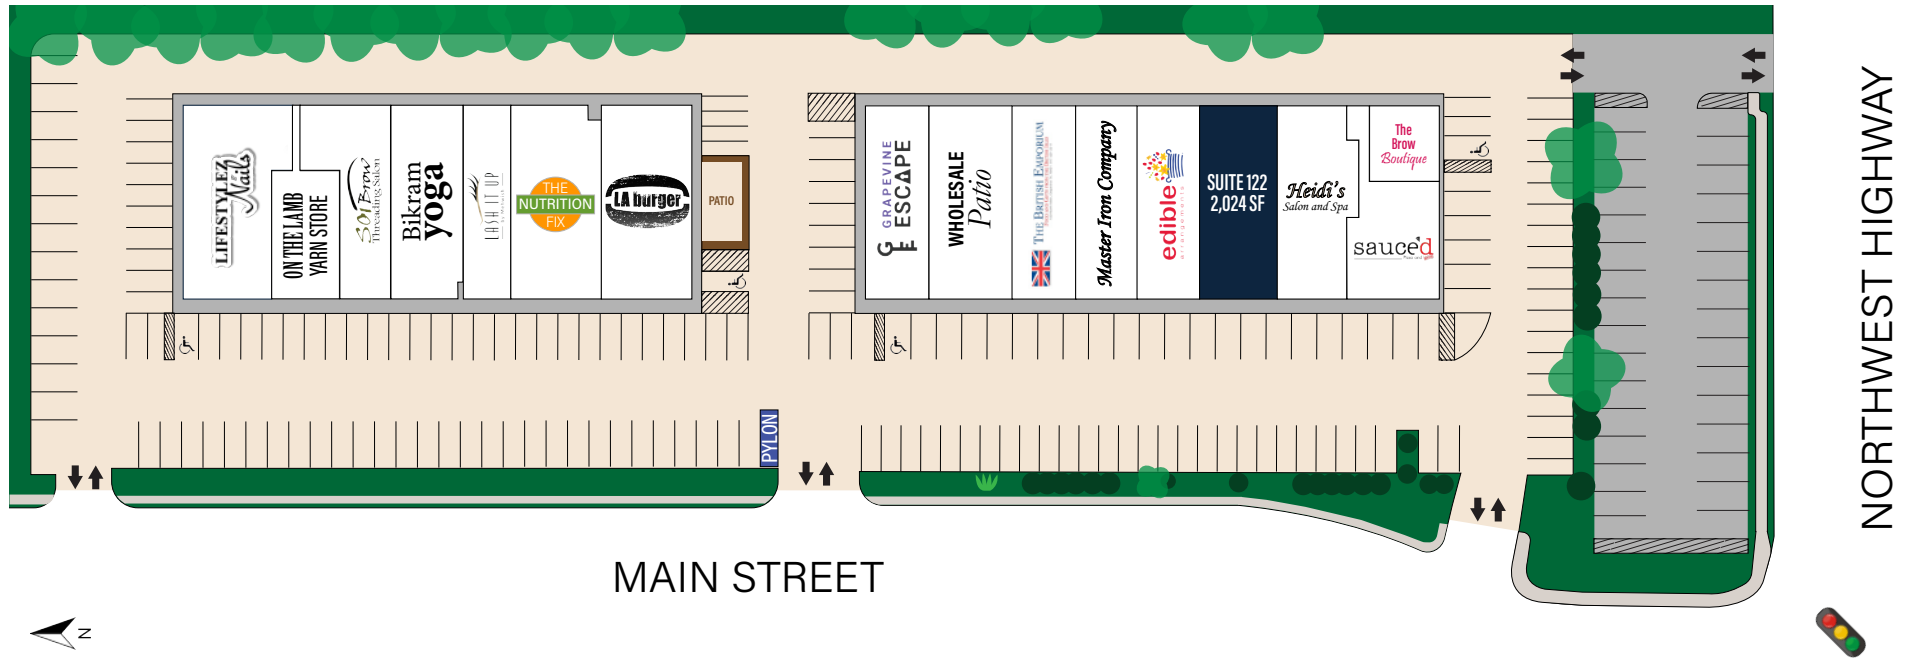 LIFESTYLEZ
Nails
ON THE LAMB
YARN STORE
S.O.I Brow
Threading Salon
Bikram
yoga
LASH IT UP
THE
NUTRITION
FIX
LA burger
PATIO
GRAPEVINE
ESCAPE
WHOLESALE
Patio
THE BRITISH EMPORIUM
Master Iron Company
edible
arrangements
SUITE 122
2,024 SF
Heidi's
Salon and Spa
The
Brow
Boutique
sauce'd
PYLON
MAIN STREET
NORTHWEST HIGHWAY
N